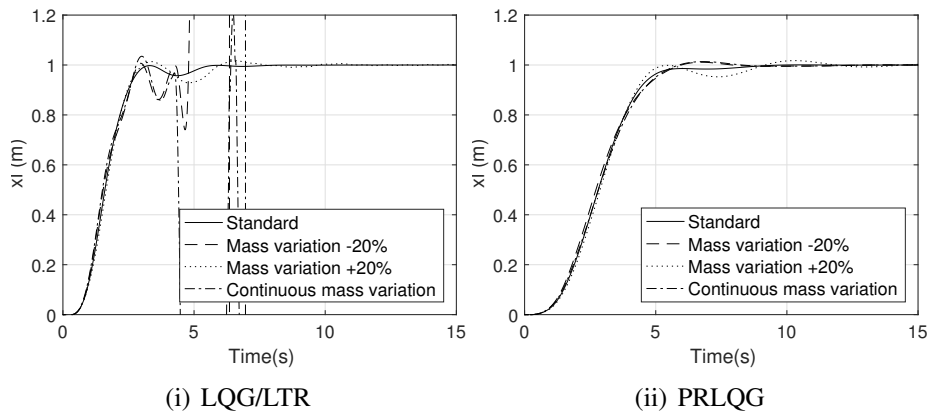 1.2
1
0.8
0.6
0.4
0.2
0
xl (m)
Standard
Mass variation -20%
Mass variation +20%
Continuous mass variation
0 5 10 15
Time(s)
(i) LQG/LTR
1.2
1
0.8
0.6
0.4
0.2
0
xl (m)
Standard
Mass variation -20%
Mass variation +20%
Continuous mass variation
0 5 10 15
Time(s)
(ii) PRLQG